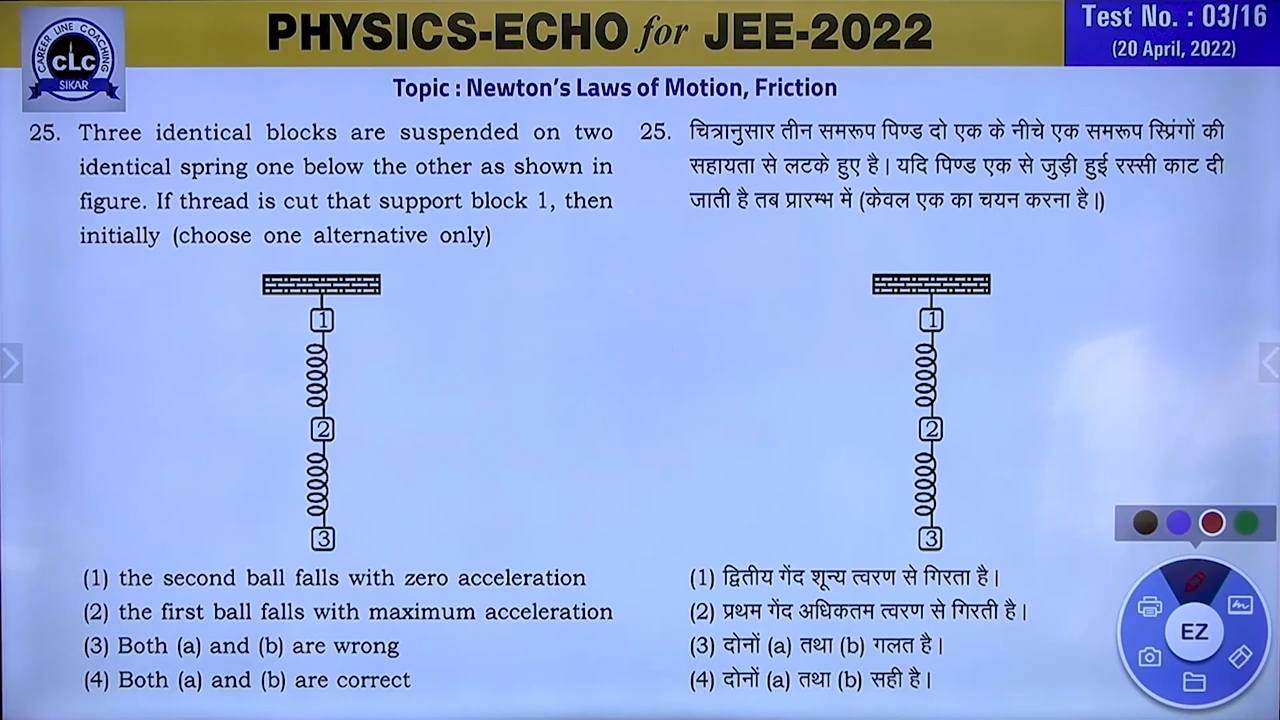 PHYSICS-ECHO for JEE-2022
Test No. : 03/16
(20 April, 2022)
CAREER LINE COACHING
CLC
SIKAR
Topic : Newton's Laws of Motion, Friction
25. Three identical blocks are suspended on two
identical spring one below the other as shown in
figure. If thread is cut that support block 1, then
initially (choose one alternative only)
1
2
3
(1) the second ball falls with zero acceleration
(2) the first ball falls with maximum acceleration
(3) Both (a) and (b) are wrong
(4) Both (a) and (b) are correct
25. चित्रानुसार तीन समरूप पिण्ड दो एक के नीचे एक समरूप स्प्रिंगों की
सहायता से लटके हुए है। यदि पिण्ड एक से जुड़ी हुई रस्सी काट दी
जाती है तब प्रारम्भ में (केवल एक का चयन करना है।)
1
2
3
(1) द्वितीय गेंद शून्य त्वरण से गिरता है।
(2) प्रथम गेंद अधिकतम त्वरण से गिरती है।
(3) दोनों (a) तथा (b) गलत है।
(4) दोनों (a) तथा (b) सही है।
EZ